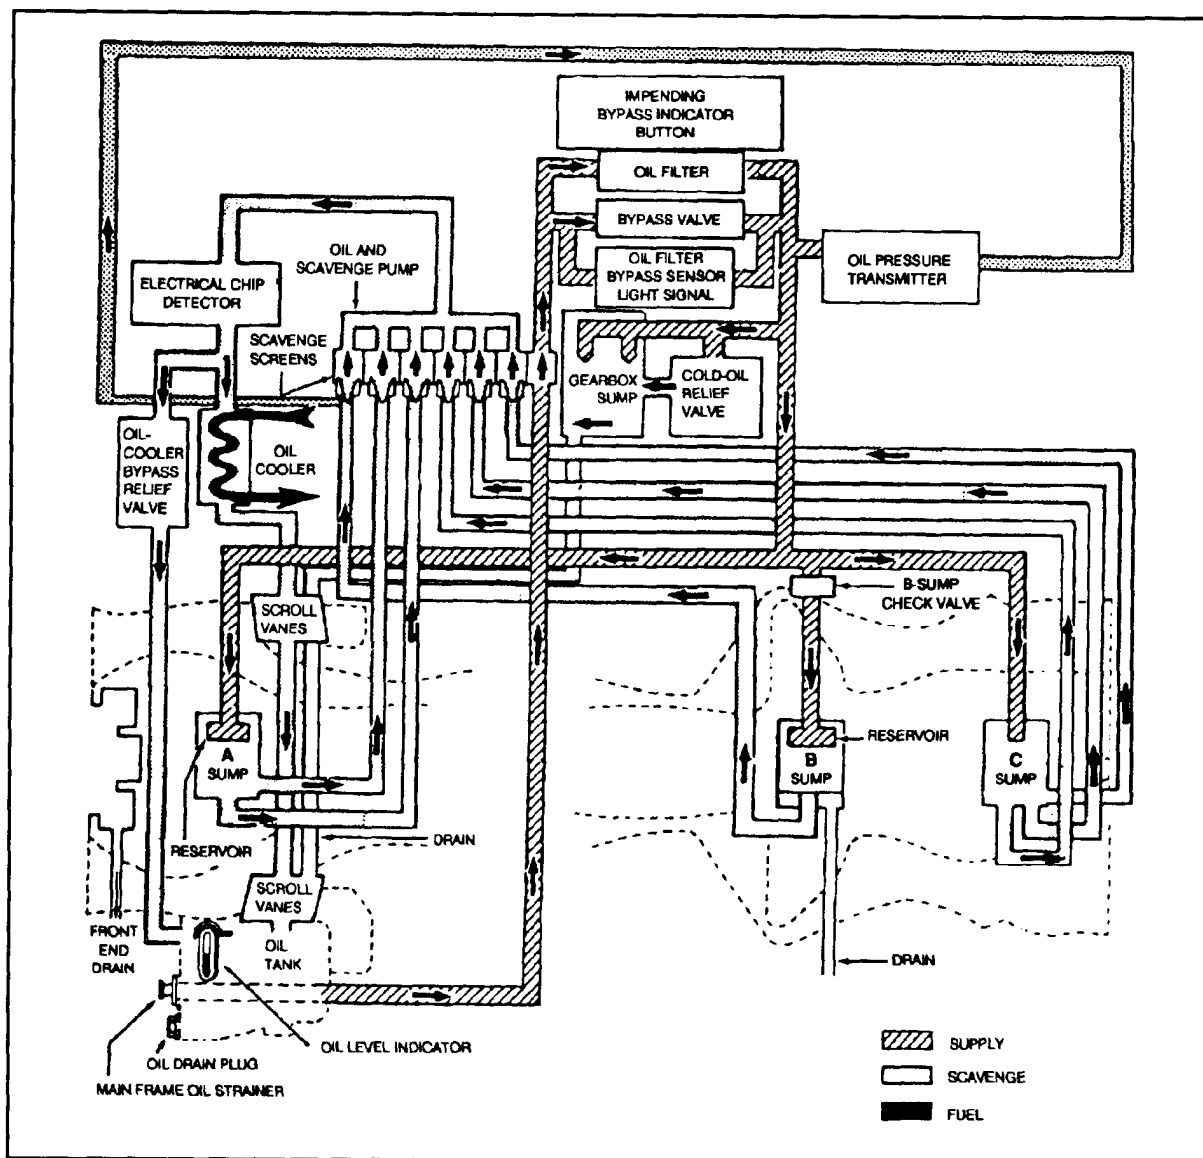 IMPENDING
BYPASS INDICATOR
BUTTON
OIL FILTER
BYPASS VALVE
OIL FILTER
BYPASS SENSOR
LIGHT SIGNAL
OIL PRESSURE
TRANSMITTER
OIL AND
SCAVENGE PUMP
ELECTRICAL CHIP
DETECTOR
SCAVENGE
SCREENS
GEARBOX
SUMP
COLD-OIL
RELIEF
VALVE
OIL-
COOLER
BYPASS
RELIEF
VALVE
OIL
COOLER
B-SUMP
CHECK VALVE
SCROLL
VANES
A
SUMP
RESERVOIR
B
SUMP
RESERVOIR
C
SUMP
DRAIN
SCROLL
VANES
FRONT
END
DRAIN
OIL
TANK
DRAIN
OIL LEVEL INDICATOR
OIL DRAIN PLUG
MAIN FRAME OIL STRAINER
SUPPLY
SCAVENGE
FUEL